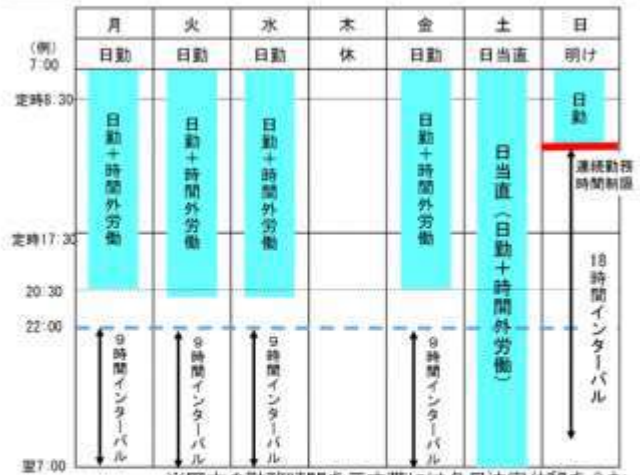 月 火 水 木 金 土 日
(例)
7:00
日勤 日勤 日勤 休 日勤 日当直 明け
定時8:30
日勤+時間外労働
日勤+時間外労働
日勤+時間外労働
日勤+時間外労働
日当直(日勤+時間外労働)
日勤
連続勤務
時間制限
定時17:30
18時間インターバル
20:30
22:00
9時間インターバル
9時間インターバル
9時間インターバル
9時間インターバル
翌7:00